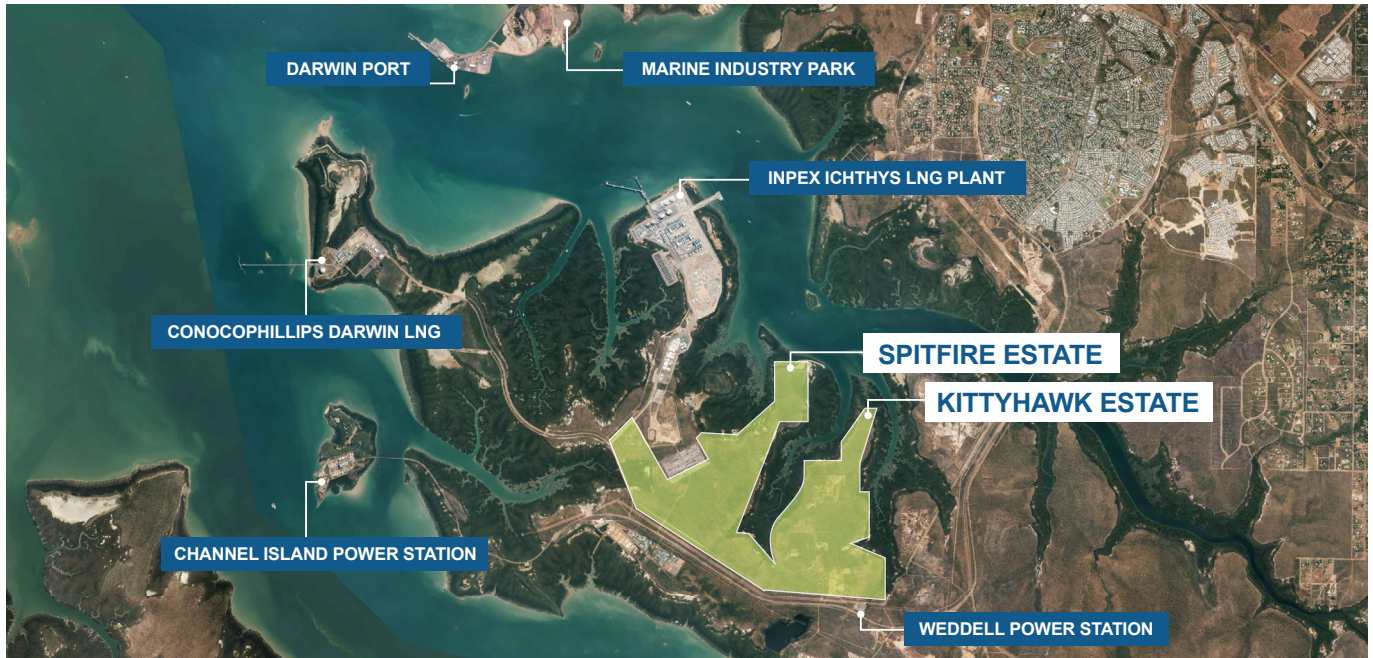 DARWIN PORT
MARINE INDUSTRY PARK
INPEX ICHTHYS LNG PLANT
CONOCOPHILLIPS DARWIN LNG
SPITFIRE ESTATE
KITTYHAWK ESTATE
CHANNEL ISLAND POWER STATION
WEDDELL POWER STATION